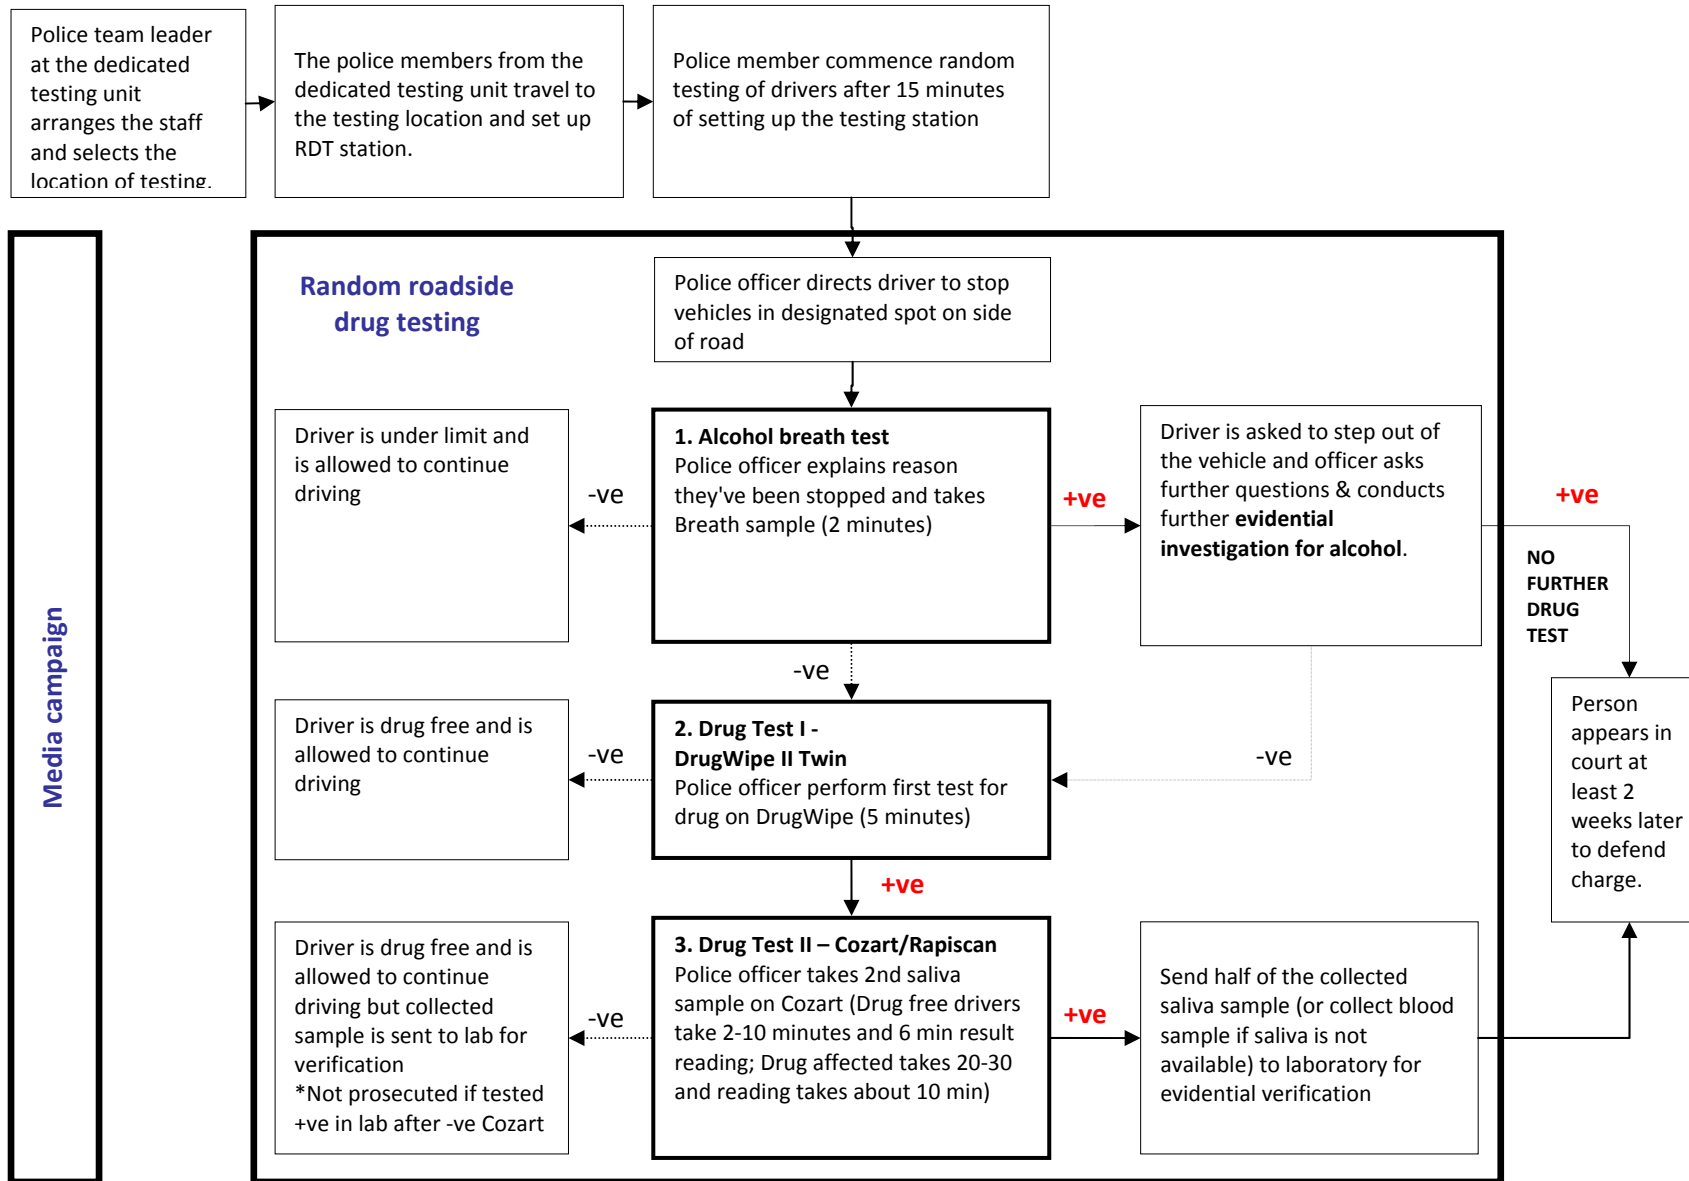 Police team leader
at the dedicated
testing unit
arranges the staff
and selects the
location of testing.
The police members from the
dedicated testing unit travel to
the testing location and set up
RDT station.
Police member commence random
testing of drivers after 15 minutes
of setting up the testing station
Media campaign
Random roadside
drug testing
Police officer directs driver to stop
vehicles in designated spot on side
of road
Driver is under limit and
is allowed to continue
driving
-ve
1. Alcohol breath test
Police officer explains reason
they've been stopped and takes
Breath sample (2 minutes)
+ve
Driver is asked to step out of
the vehicle and officer asks
further questions & conducts
further evidential
investigation for alcohol.
+ve
NO
FURTHER
DRUG
TEST
-ve
Driver is drug free and is
allowed to continue
driving
-ve
2. Drug Test I -
DrugWipe II Twin
Police officer perform first test for
drug on DrugWipe (5 minutes)
-ve
Person
appears in
court at
least 2
weeks later
to defend
charge.
+ve
Driver is drug free and is
allowed to continue
driving but collected
sample is sent to lab for
verification
*Not prosecuted if tested
+ve in lab after -ve Cozart
-ve
3. Drug Test II – Cozart/Rapiscan
Police officer takes 2nd saliva
sample on Cozart (Drug free drivers
take 2-10 minutes and 6 min result
reading; Drug affected takes 20-30
and reading takes about 10 min)
+ve
Send half of the collected
saliva sample (or collect blood
sample if saliva is not
available) to laboratory for
evidential verification